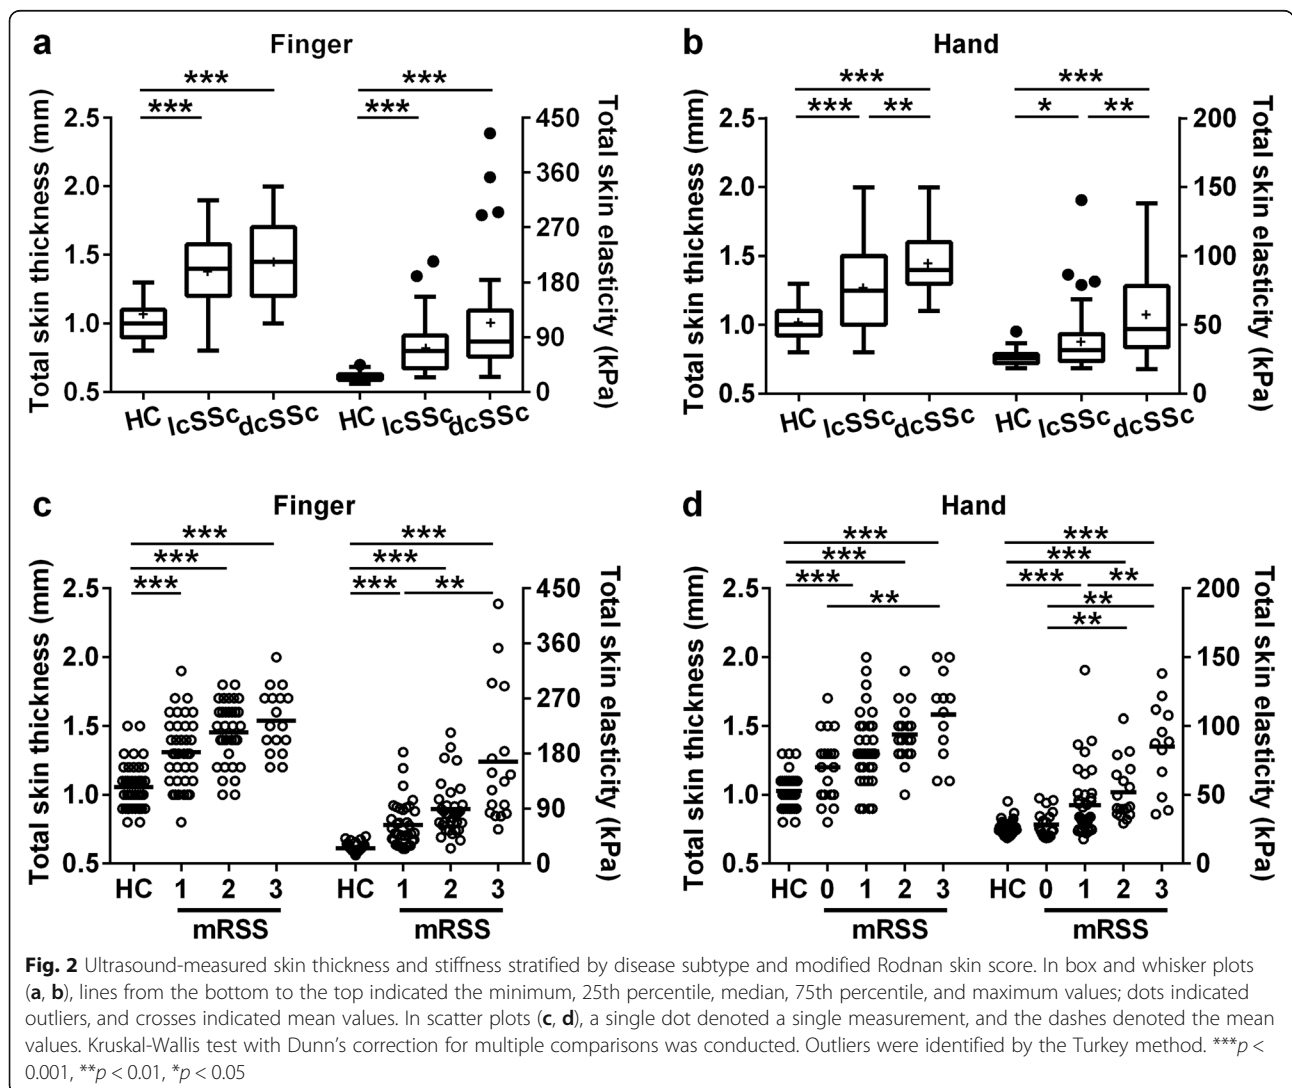 a Finger
*** ***
*** ***
Total skin thickness (mm)
2.5
2.0
1.5
1.0
0.5
Total skin elasticity (kPa)
450
360
270
180
90
0
HC lcSSc dcSSc HC lcSSc dcSSc
b Hand
*** ***
*** ** * **
Total skin thickness (mm)
2.5
2.0
1.5
1.0
0.5
Total skin elasticity (kPa)
200
150
100
50
0
HC lcSSc dcSSc HC lcSSc dcSSc
c Finger
*** ***
*** ***
*** *** **
Total skin thickness (mm)
2.5
2.0
1.5
1.0
0.5
Total skin elasticity (kPa)
450
360
270
180
90
0
HC 1 2 3 HC 1 2 3
mRSS mRSS
d Hand
*** ***
*** ***
*** *** **
** **
**
Total skin thickness (mm)
2.5
2.0
1.5
1.0
0.5
Total skin elasticity (kPa)
200
150
100
50
0
HC 0 1 2 3 HC 0 1 2 3
mRSS mRSS
Fig. 2 Ultrasound-measured skin thickness and stiffness stratified by disease subtype and modified Rodnan skin score. In box and whisker plots
(a, b), lines from the bottom to the top indicated the minimum, 25th percentile, median, 75th percentile, and maximum values; dots indicated
outliers, and crosses indicated mean values. In scatter plots (c, d), a single dot denoted a single measurement, and the dashes denoted the mean
values. Kruskal-Wallis test with Dunn's correction for multiple comparisons was conducted. Outliers were identified by the Turkey method. ***p <
0.001, **p < 0.01, *p < 0.05